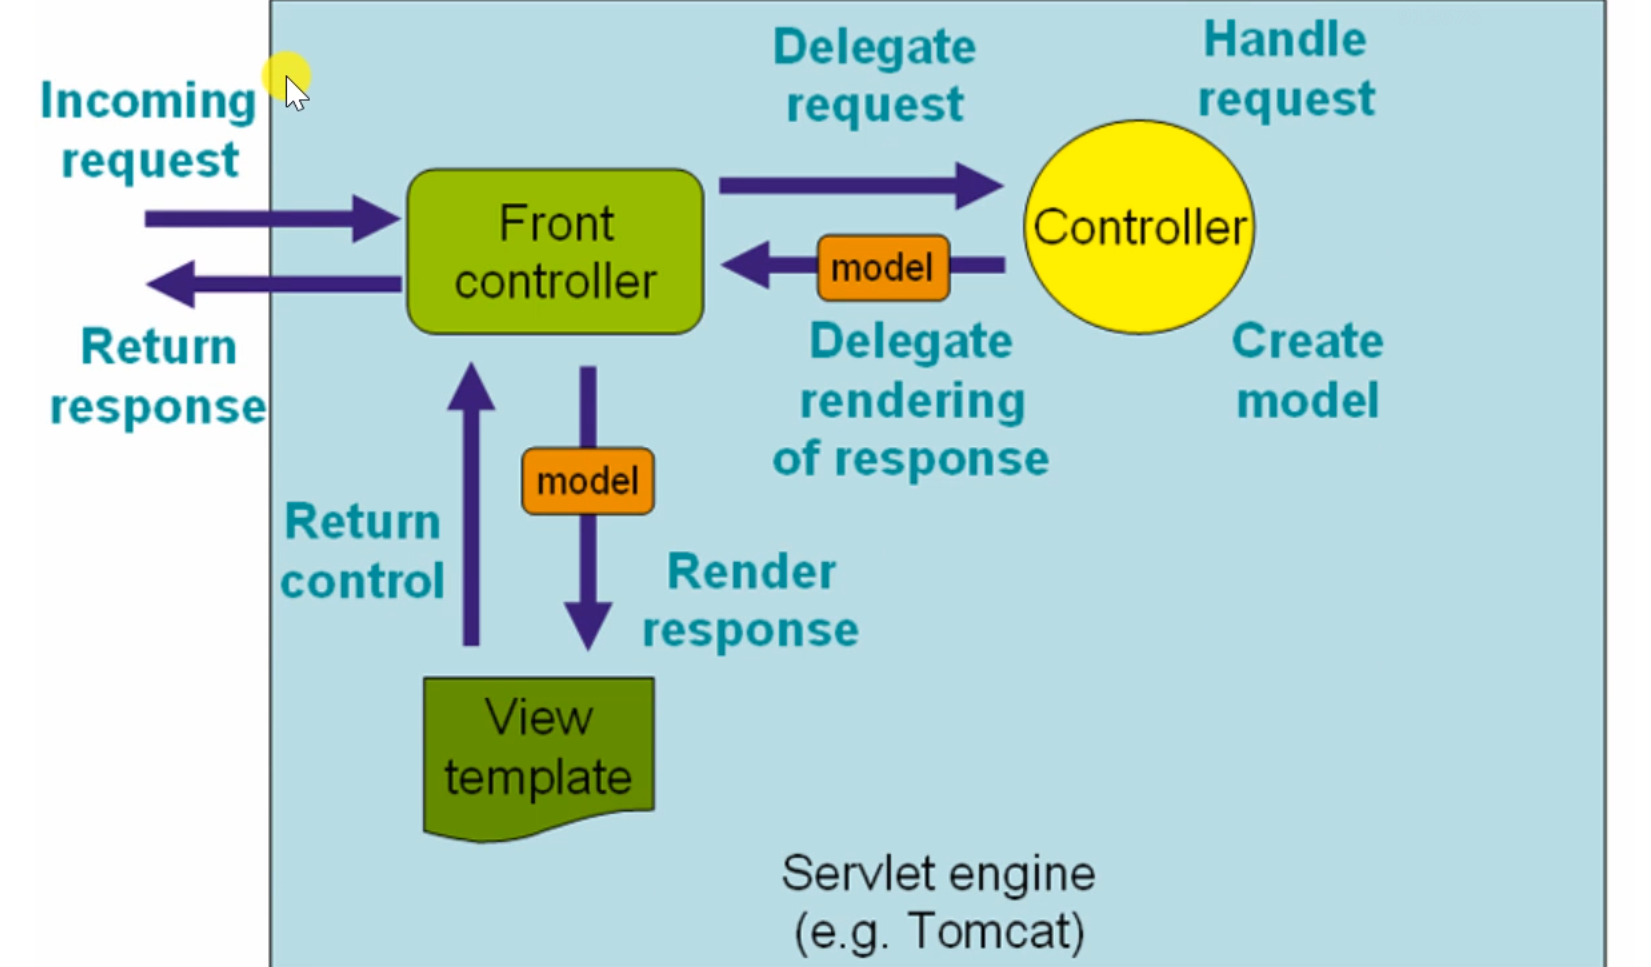 Incoming
request
Return
response
Front
controller
Delegate
request
Handle
request
Controller
model
Delegate
rendering
of response
Create
model
Return
control
model
Render
response
View
template
Servlet engine
(e.g. Tomcat)